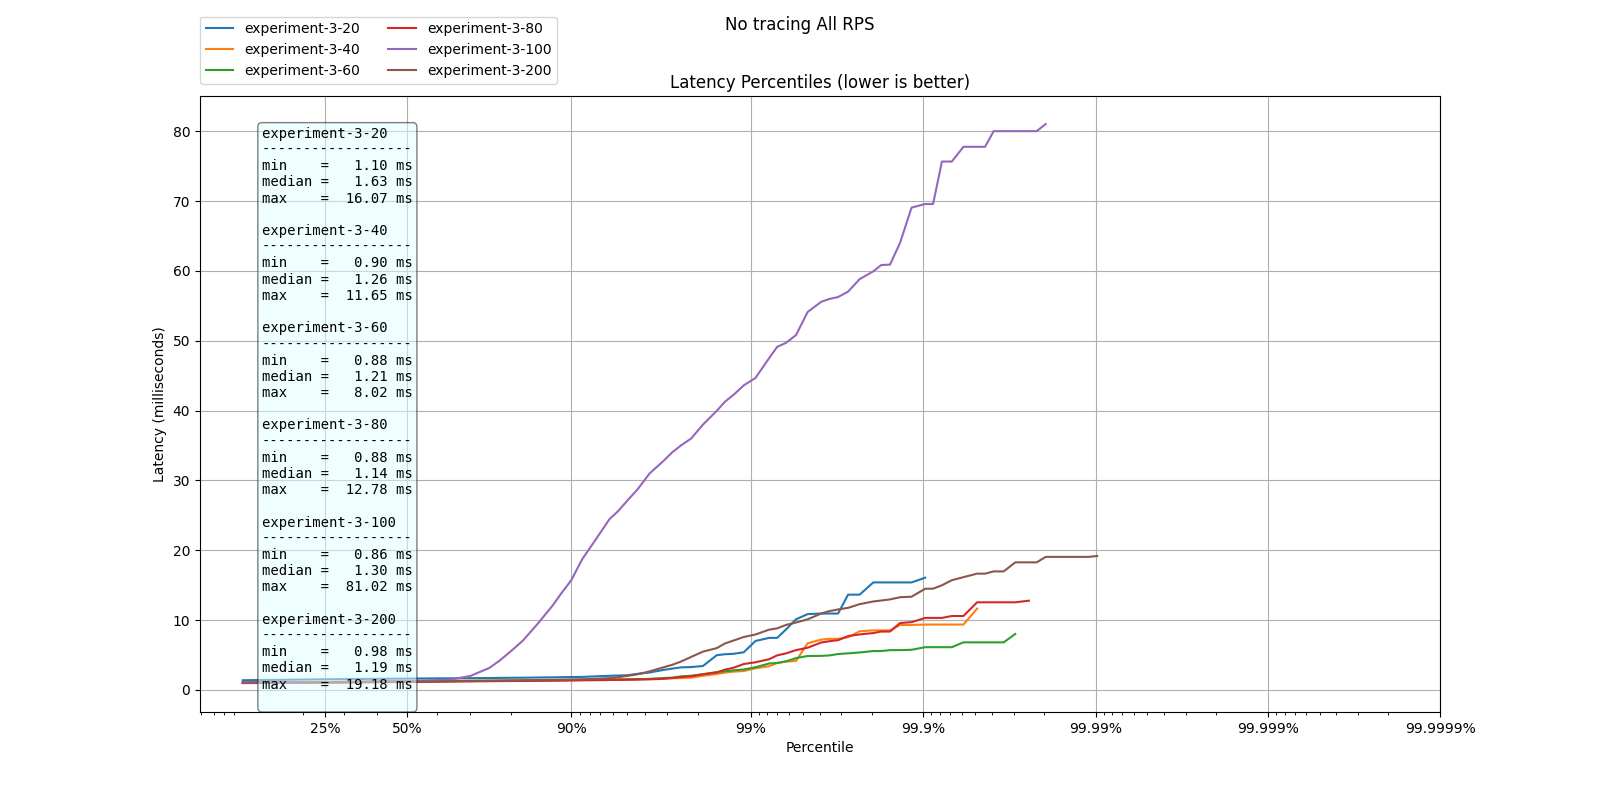 No tracing All RPS
experiment-3-20
experiment-3-40
experiment-3-60
experiment-3-80
experiment-3-100
experiment-3-200
Latency Percentiles (lower is better)
Latency (milliseconds)
80
70
60
50
40
30
20
10
0
experiment-3-20
------------------
min    =   1.10 ms
median =   1.63 ms
max    =  16.07 ms
experiment-3-40
------------------
min    =   0.90 ms
median =   1.26 ms
max    =  11.65 ms
experiment-3-60
------------------
min    =   0.88 ms
median =   1.21 ms
max    =   8.02 ms
experiment-3-80
------------------
min    =   0.88 ms
median =   1.14 ms
max    =  12.78 ms
experiment-3-100
------------------
min    =   0.86 ms
median =   1.30 ms
max    =  81.02 ms
experiment-3-200
------------------
min    =   0.98 ms
median =   1.19 ms
max    =  19.18 ms
25%
50%
90%
99%
99.9%
99.99%
99.999%
99.9999%
Percentile